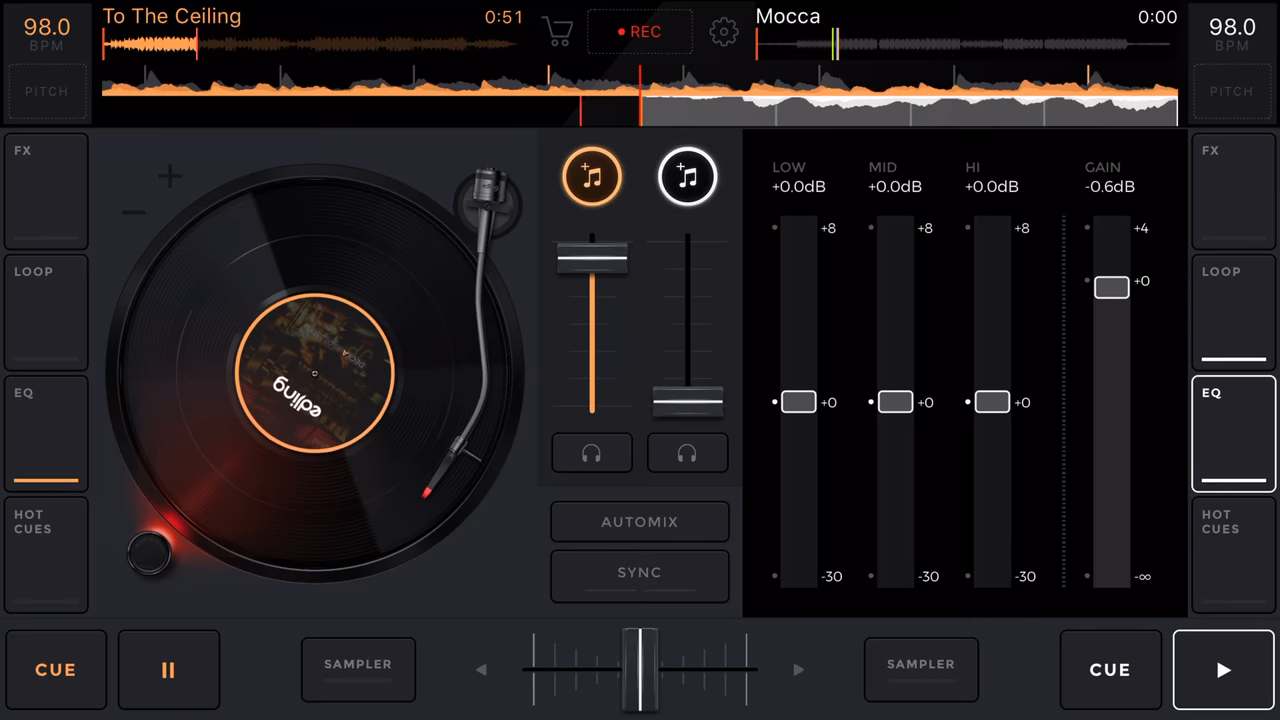 98.0
BPM
PITCH
To The Ceiling
0:51
REC
Mocca
0:00
98.0
BPM
PITCH
FX
LOOP
EQ
HOT
CUES
edjing
AUTOMIX
SYNC
LOW
+0.0dB
MID
+0.0dB
HI
+0.0dB
GAIN
-0.6dB
+8
+8
+8
+4
+0
+0
+0
+0
-30
-30
-30
-∞
FX
LOOP
EQ
HOT
CUES
CUE
SAMPLER
SAMPLER
CUE